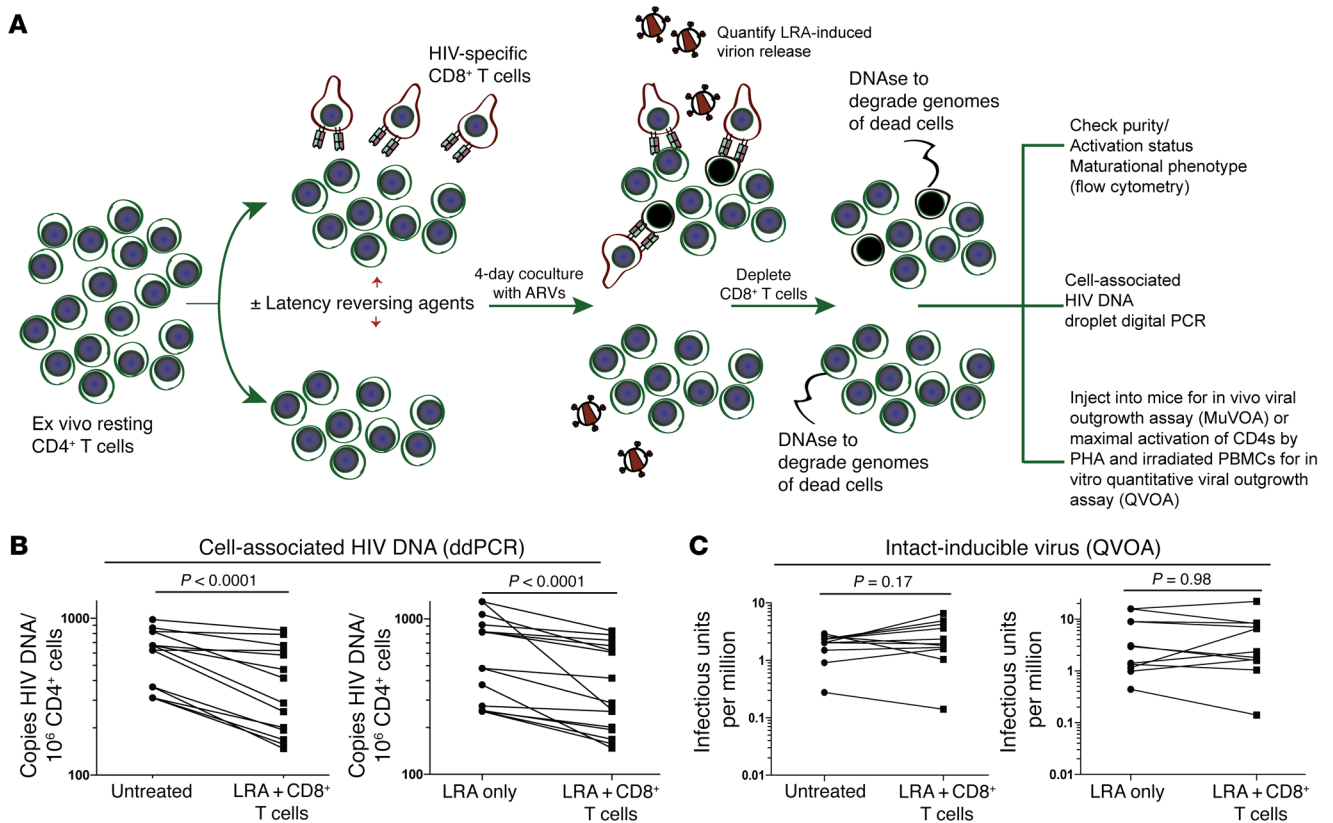 A
HIV-specific
CD8+ T cells
Quantify LRA-induced
virion release
DNAse to
degrade genomes
of dead cells
Check purity/
Activation status
Maturational phenotype
(flow cytometry)
± Latency reversing agents
4-day coculture
with ARVs
Deplete
CD8+ T cells
Cell-associated
HIV DNA
droplet digital PCR
Ex vivo resting
CD4+ T cells
DNAse to
degrade genomes
of dead cells
Inject into mice for in vivo viral
outgrowth assay (MuVOA) or
maximal activation of CD4s by
PHA and irradiated PBMCs for in
vitro quantitative viral outgrowth
assay (QVOA)
B
Cell-associated HIV DNA (ddPCR)
P < 0.0001
Copies HIV DNA/
10⁶ CD4+ cells
1000
100
Untreated
LRA + CD8+
T cells
P < 0.0001
Copies HIV DNA/
10⁶ CD4+ cells
1000
100
LRA only
LRA + CD8+
T cells
C
Intact-inducible virus (QVOA)
P = 0.17
Infectious units
per million
10
1
0.1
0.01
Untreated
LRA + CD8+
T cells
P = 0.98
Infectious units
per million
10
1
0.1
0.01
LRA only
LRA + CD8+
T cells